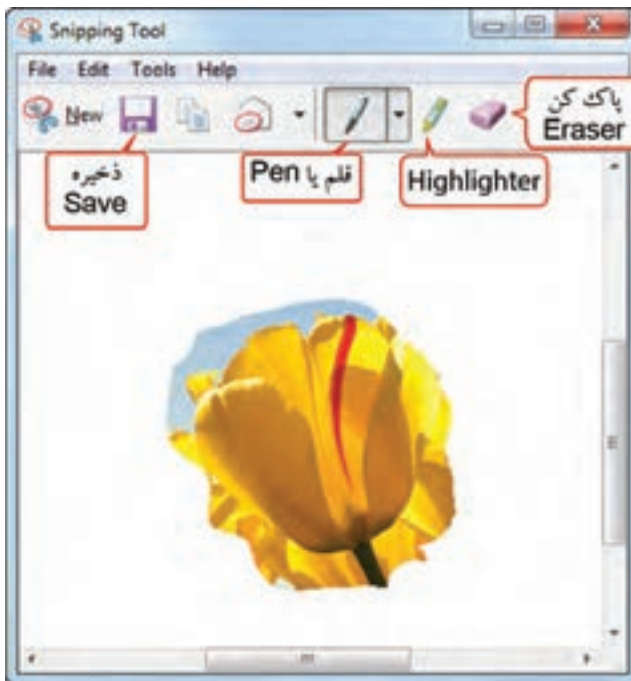 Snipping Tool
File Edit Tools Help
New
پاک کن
Eraser
ذخیره
Save
قلم یا Pen
Highlighter